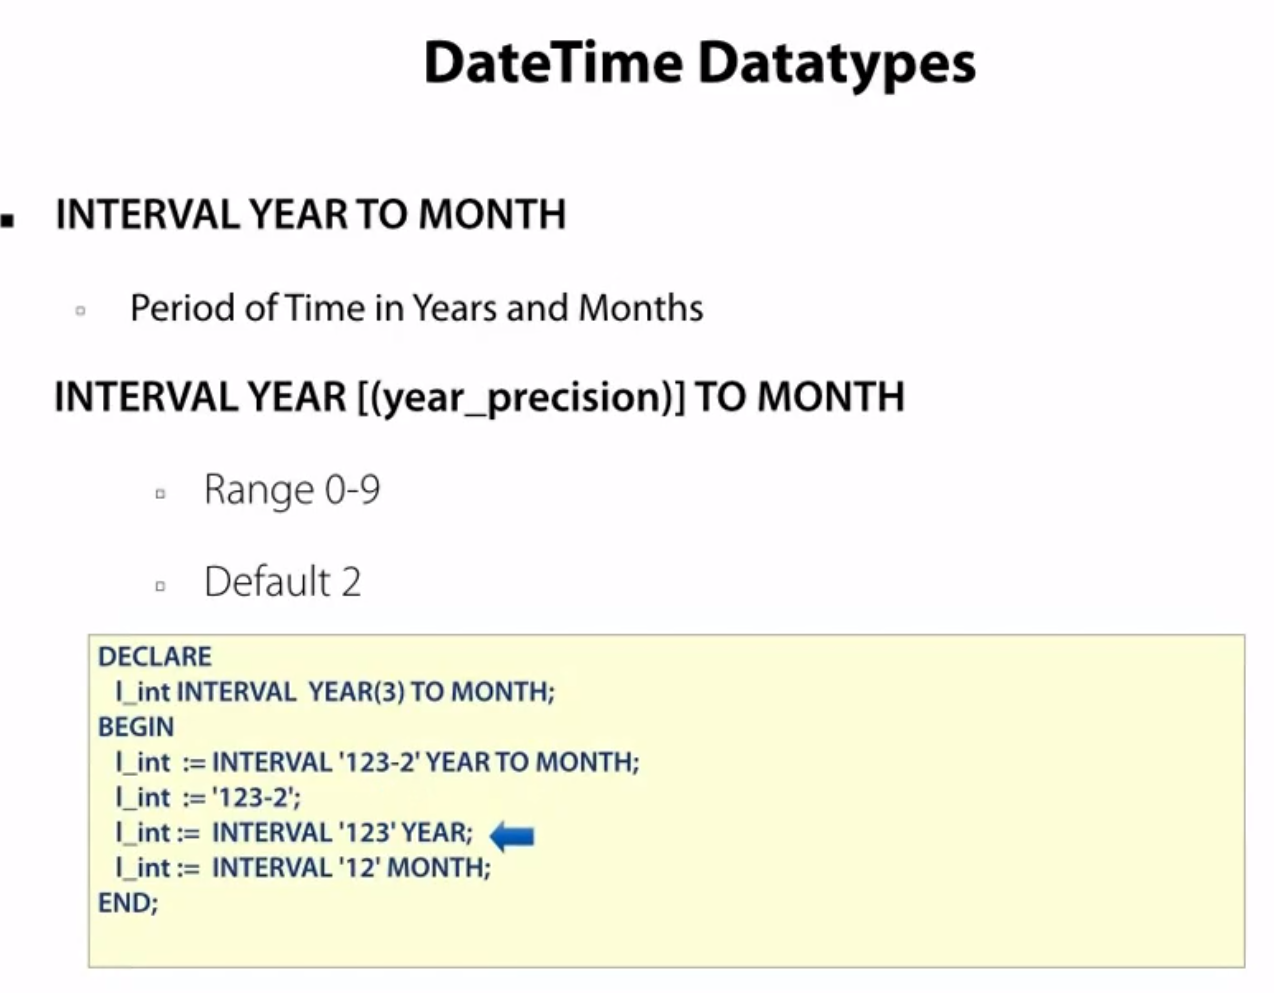 DateTime Datatypes
INTERVAL YEAR TO MONTH
Period of Time in Years and Months
INTERVAL YEAR [(year_precision)] TO MONTH
Range 0-9
Default 2
DECLARE
l_int INTERVAL YEAR(3) TO MONTH;
BEGIN
l_int := INTERVAL '123-2' YEAR TO MONTH;
l_int := '123-2';
l_int := INTERVAL '123' YEAR;
l_int := INTERVAL '12' MONTH;
END;